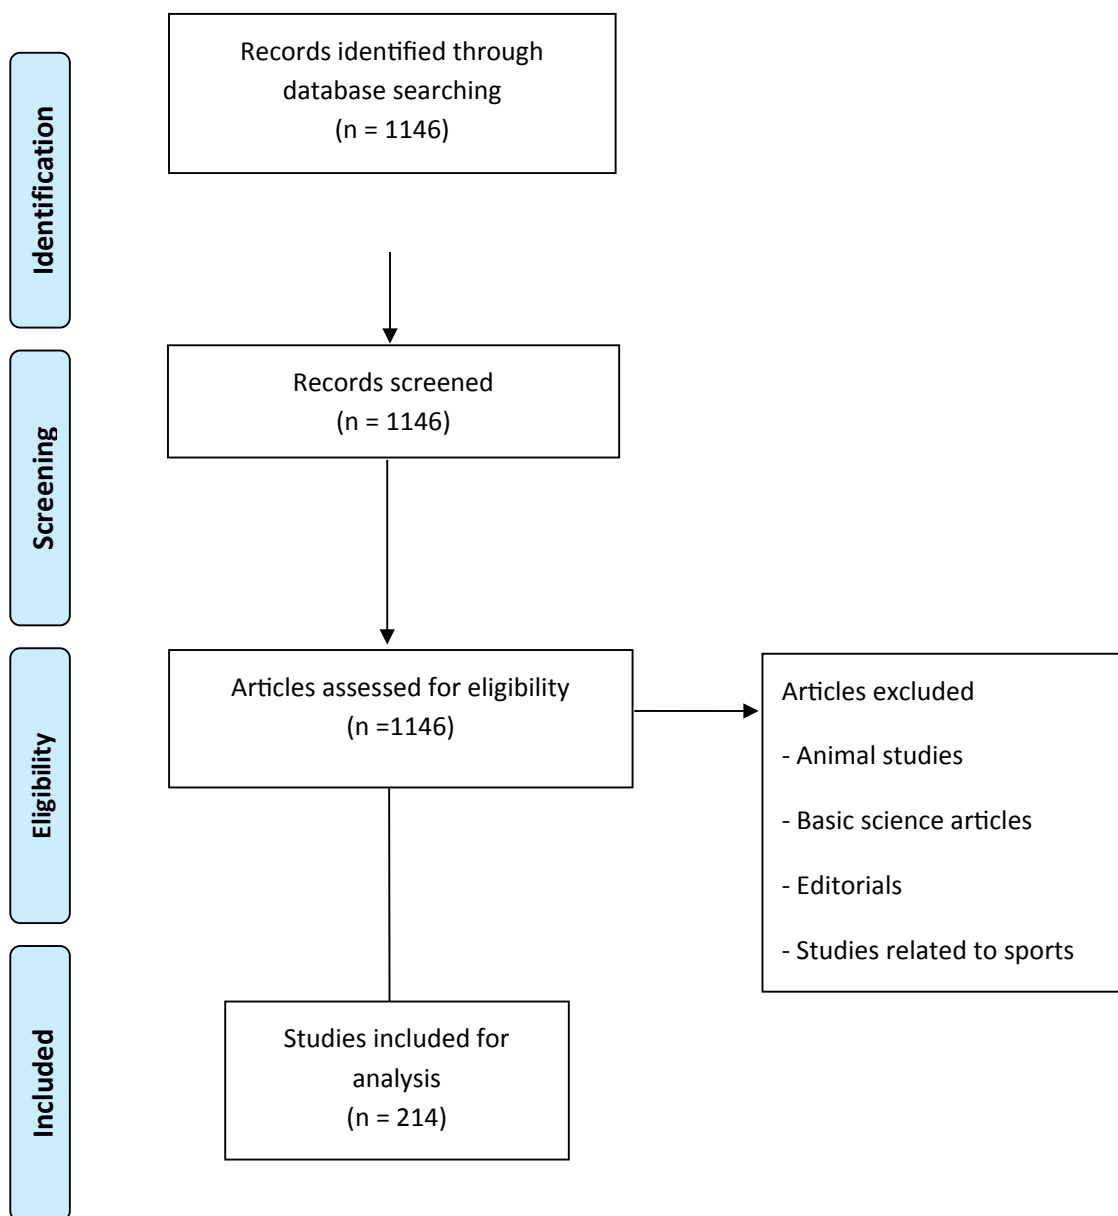 Identification
Records identified through
database searching
(n = 1146)
Screening
Records screened
(n = 1146)
Eligibility
Articles assessed for eligibility
(n =1146)
Articles excluded
- Animal studies
- Basic science articles
- Editorials
- Studies related to sports
Included
Studies included for
analysis
(n = 214)